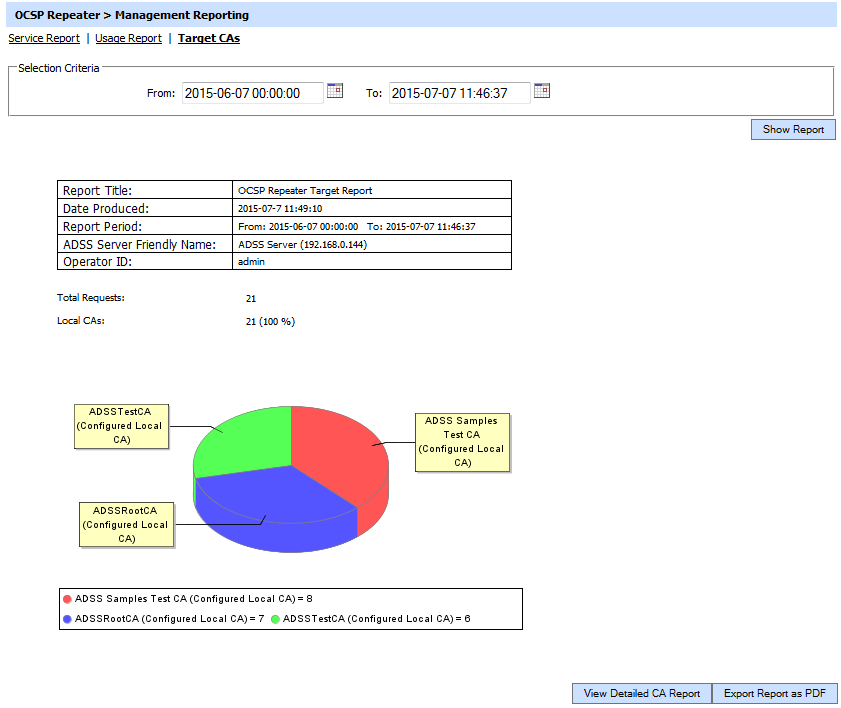 OCSP Repeater > Management Reporting
Service Report | Usage Report | Target CAs
Selection Criteria
From: 2015-06-07 00:00:00 To: 2015-07-07 11:46:37
Show Report
Report Title: OCSP Repeater Target Report
Date Produced: 2015-07-7 11:49:10
Report Period: From: 2015-06-07 00:00:00 To: 2015-07-07 11:46:37
ADSS Server Friendly Name: ADSS Server (192.168.0.144)
Operator ID: admin
Total Requests: 21
Local CAs: 21 (100 %)
ADSSTestCA
(Configured Local
CA)
ADSS Samples
Test CA
(Configured Local
CA)
ADSSRootCA
(Configured Local
CA)
ADSS Samples Test CA (Configured Local CA) = 8
ADSSRootCA (Configured Local CA) = 7 ADSSTestCA (Configured Local CA) = 6
View Detailed CA Report Export Report as PDF